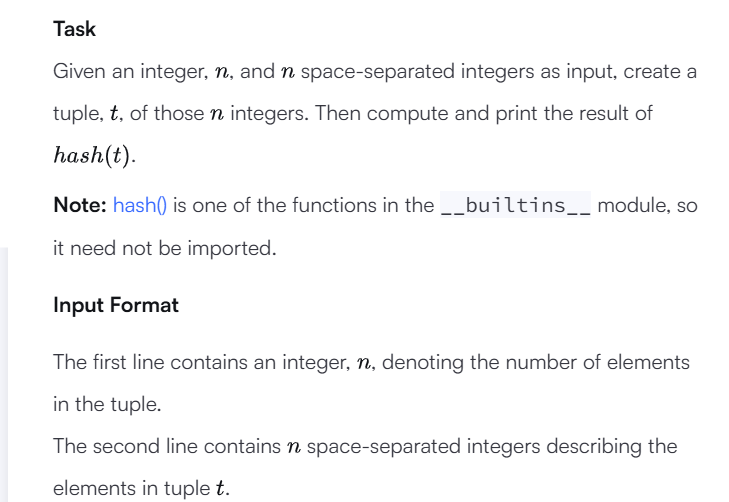 Task
Given an integer, n, and n space-separated integers as input, create a
tuple, t, of those n integers. Then compute and print the result of
hash(t).
Note: hash() is one of the functions in the __builtins__ module, so
it need not be imported.
Input Format
The first line contains an integer, n, denoting the number of elements
in the tuple.
The second line contains n space-separated integers describing the
elements in tuple t.